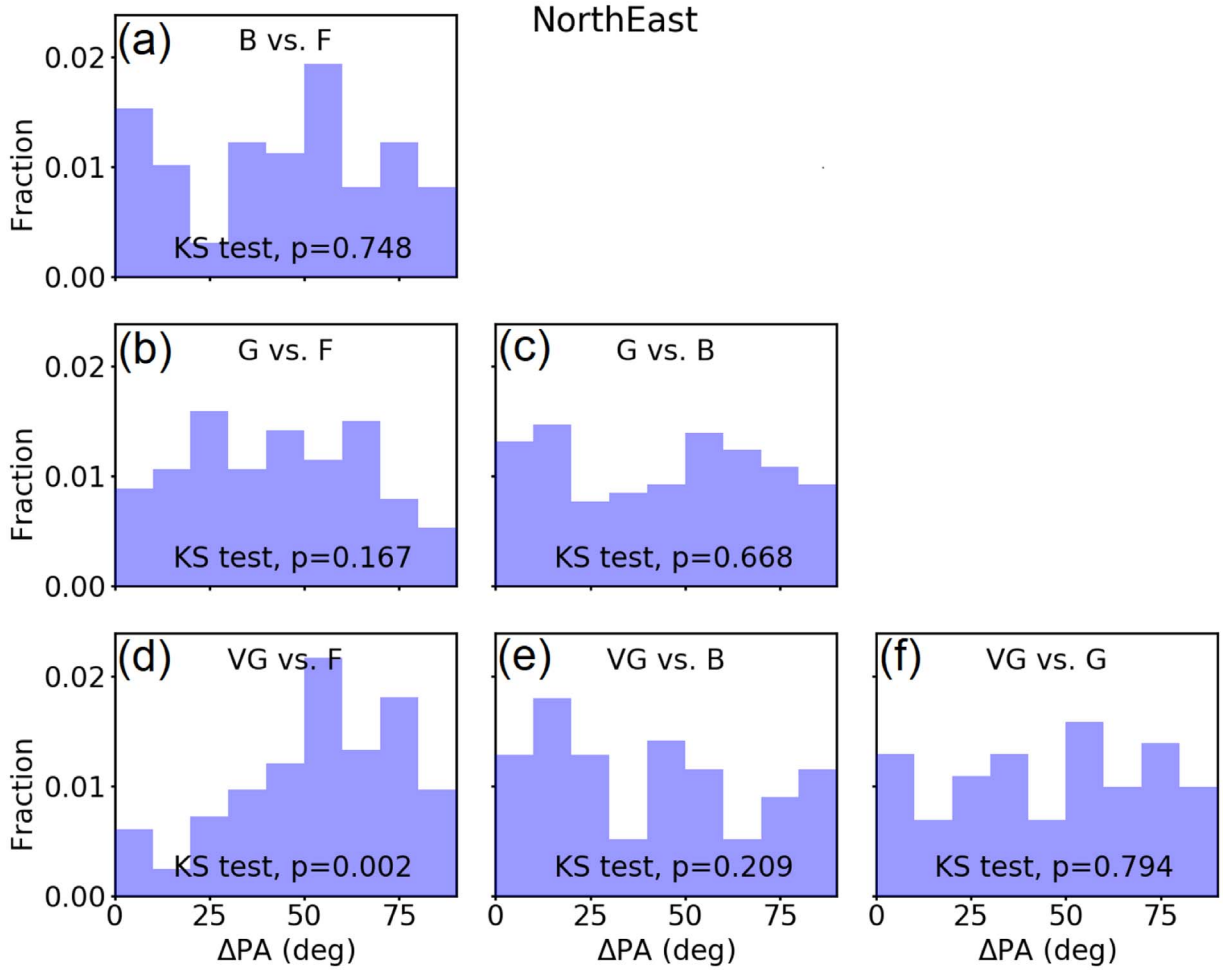 NorthEast
(a) B vs. F
0.02
0.01
0.00
Fraction
KS test, p=0.748
(b) G vs. F
0.02
0.01
0.00
Fraction
KS test, p=0.167
(c) G vs. B
KS test, p=0.668
(d) VG vs. F
0.02
0.01
0.00
Fraction
KS test, p=0.002
0 25 50 75
ΔPA (deg)
(e) VG vs. B
KS test, p=0.209
0 25 50 75
ΔPA (deg)
(f) VG vs. G
KS test, p=0.794
0 25 50 75
ΔPA (deg)